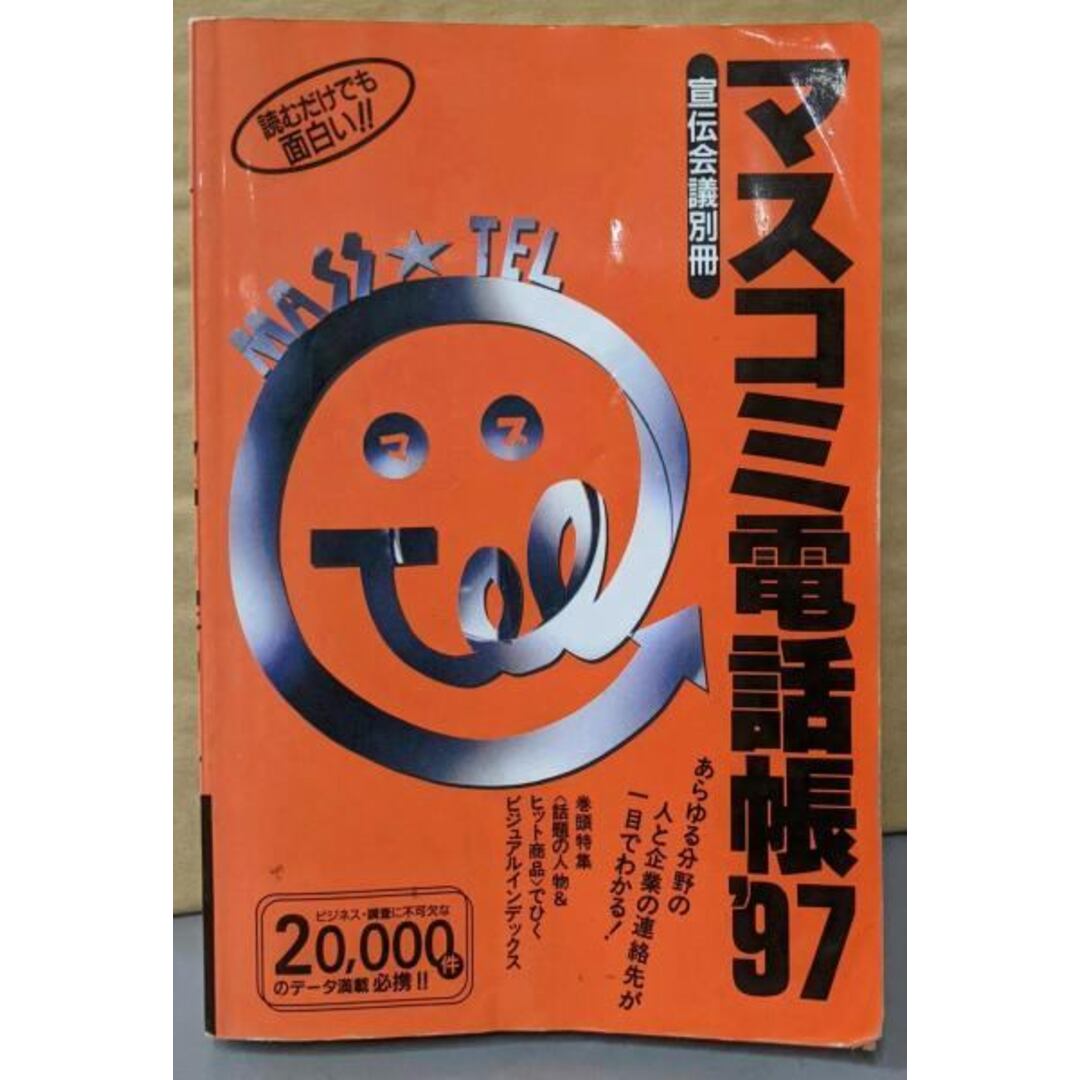 マスコミ電話帳'97
宣伝会議別冊
読むだけでも
面白い!!
MASS★TEL
マス
でel
あらゆる分野の
人と企業の連絡先が
一目でわかる!
巻頭特集
〈話題の人物&
ヒット商品〉でひく
ビジュアルインデックス
ビジネス・調査に不可欠な
20,000件
のデータ満載 必携!!